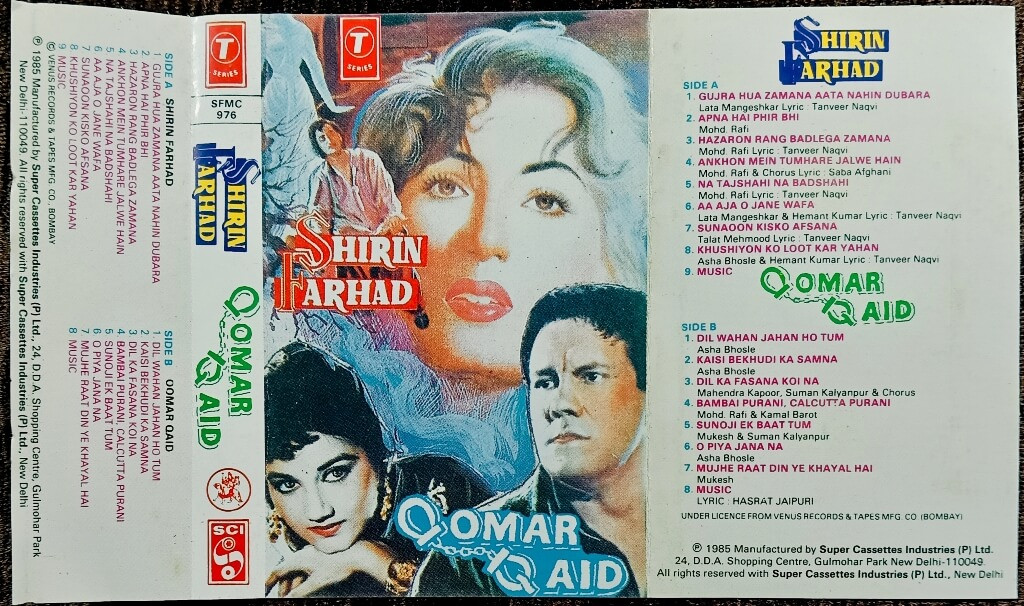 SIDE A SHIRIN FARHAD
1 GUJRA HUA ZAMANA AATA NAHIN DUBARA
2 APNA HAI PHIR BHI
3 HAZARON RANG BADLEGA ZAMANA
4 ANKHON MEIN TUMHARE JALWE HAIN
5 NA TAJSHAHI NA BADSHAHI
6 AA AJA O JANE WAFA
7 SUNAOON KISKO AFSANA
8 KHUSHIYON KO LOOT KAR YAHAN
9 MUSIC
SIDE B QOMAR QAID
1 DIL WAHAN JAHAN HO TUM
2 KAISI BEKHUDI KA SAMNA
3 DIL KA FASANA KOI NA
4 BAMBAI PURANI, CALCUTTA PURANI
5 SUNOJI EK BAAT TUM
6 O PIYA JANA NA
7 MUJHE RAAT DIN YE KHAYAL HAI
8 MUSIC
© VENUS RECORDS & TAPES MFG. CO., BOMBAY
℗ 1985 Manufactured by Super Cassettes Industries (P) Ltd., 24, D.D.A. Shopping Centre, Gulmohar Park
New Delhi-110049. All rights reserved with Super Cassettes Industries (P) Ltd., New Delhi
T
SERIES
SFMC
976
SHIRIN
FARHAD
QOMAR
QAID
SCI
T
SERIES
SHIRIN
FARHAD
QOMAR
QAID
SHIRIN
FARHAD
SIDE A
1. GUJRA HUA ZAMANA AATA NAHIN DUBARA
Lata Mangeshkar Lyric : Tanveer Naqvi
2. APNA HAI PHIR BHI
Mohd. Rafi
3. HAZARON RANG BADLEGA ZAMANA
Mohd. Rafi Lyric : Tanveer Naqvi
4. ANKHON MEIN TUMHARE JALWE HAIN
Mohd. Rafi & Chorus Lyric : Saba Afghani
5. NA TAJSHAHI NA BADSHAHI
Mohd. Rafi Lyric : Tanveer Naqvi
6. AA AJA O JANE WAFA
Lata Mangeshkar & Hemant Kumar Lyric : Tanveer Naqvi
7. SUNAOON KISKO AFSANA
Talat Mehmood Lyric : Tanveer Naqvi
8. KHUSHIYON KO LOOT KAR YAHAN
Asha Bhosle & Hemant Kumar Lyric : Tanveer Naqvi
9. MUSIC
QOMAR
QAID
SIDE B
1. DIL WAHAN JAHAN HO TUM
Asha Bhosle
2. KAISI BEKHUDI KA SAMNA
Asha Bhosle
3. DIL KA FASANA KOI NA
Mahendra Kapoor, Suman Kalyanpur & Chorus
4. BAMBAI PURANI, CALCUTTA PURANI
Mohd. Rafi & Kamal Barot
5. SUNOJI EK BAAT TUM
Mukesh & Suman Kalyanpur
6. O PIYA JANA NA
Asha Bhosle
7. MUJHE RAAT DIN YE KHAYAL HAI
Mukesh
8. MUSIC
LYRIC : HASRAT JAIPURI
UNDER LICENCE FROM VENUS RECORDS & TAPES MFG. CO (BOMBAY)
℗ 1985 Manufactured by Super Cassettes Industries (P) Ltd.
24, D.D.A. Shopping Centre, Gulmohar Park New Delhi-110049.
All rights reserved with Super Cassettes Industries (P) Ltd., New Delhi